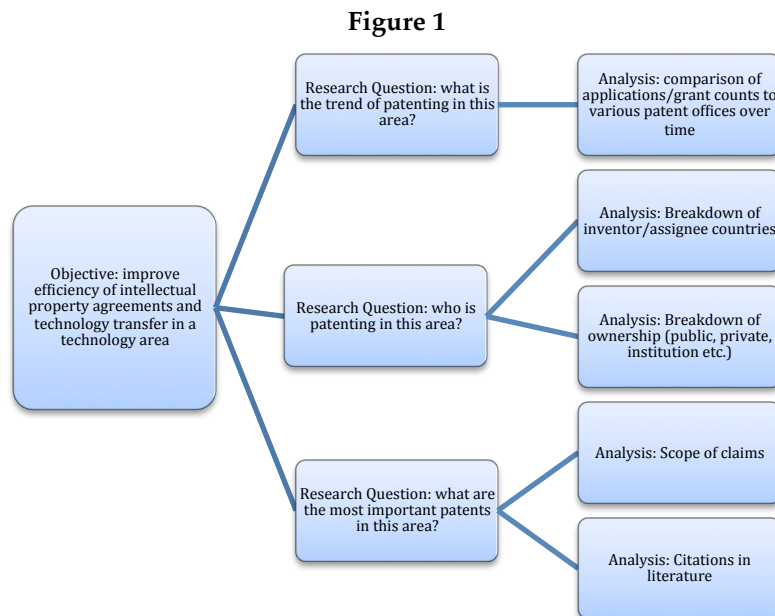 Figure 1
Research Question: what is
the trend of patenting in this
area?
Analysis: comparison of
applications/grant counts to
various patent offices over
time
Objective: improve
efficiency of intellectual
property agreements and
technology transfer in a
technology area
Research Question: who is
patenting in this area?
Analysis: Breakdown of
inventor/assignee countries
Analysis: Breakdown of
ownership (public, private,
institution etc.)
Research Question: what are
the most important patents
in this area?
Analysis: Scope of claims
Analysis: Citations in
literature